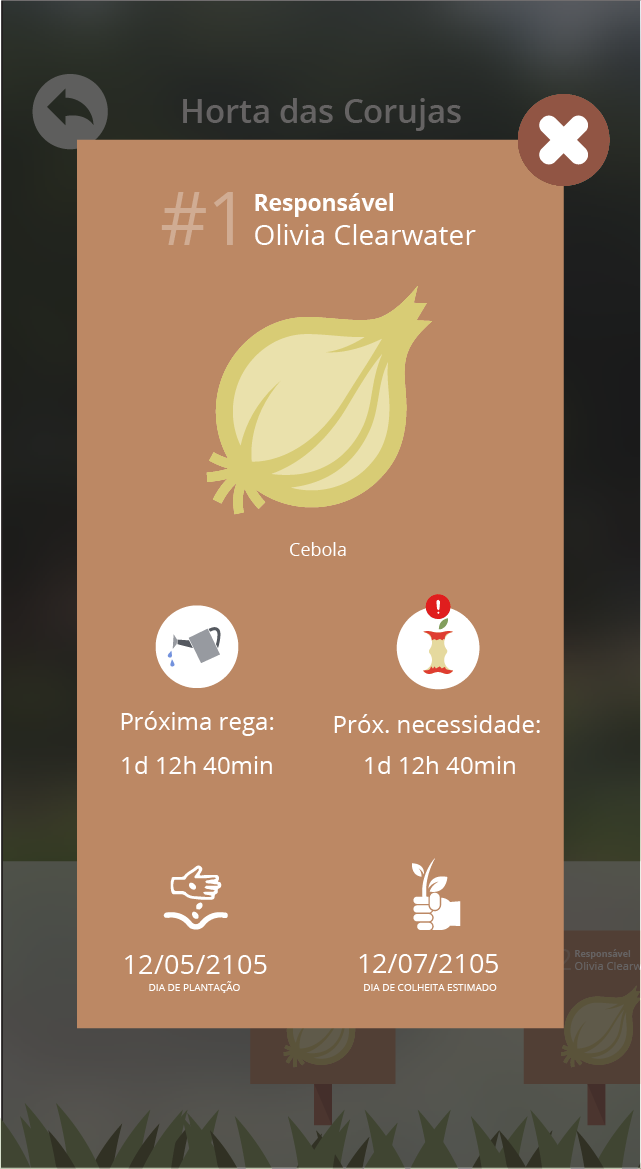 Horta das Corujas
#1
Responsável
Olivia Clearwater
Cebola
!
Próxima rega:
1d 12h 40min
Próx. necessidade:
1d 12h 40min
12/05/2105
DIA DE PLANTAÇÃO
12/07/2105
DIA DE COLHEITA ESTIMADO
2
Responsável
Olivia Clearw